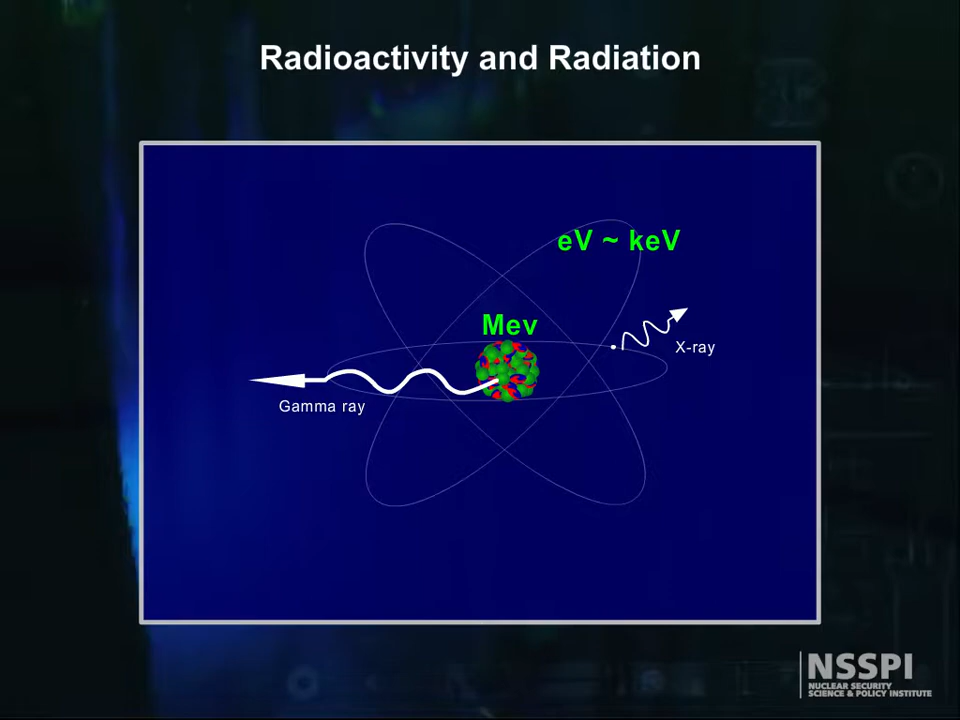 Radioactivity and Radiation
eV ~ keV
Mev
X-ray
Gamma ray
NSSPI
NUCLEAR SECURITY
SCIENCE & POLICY INSTITUTE